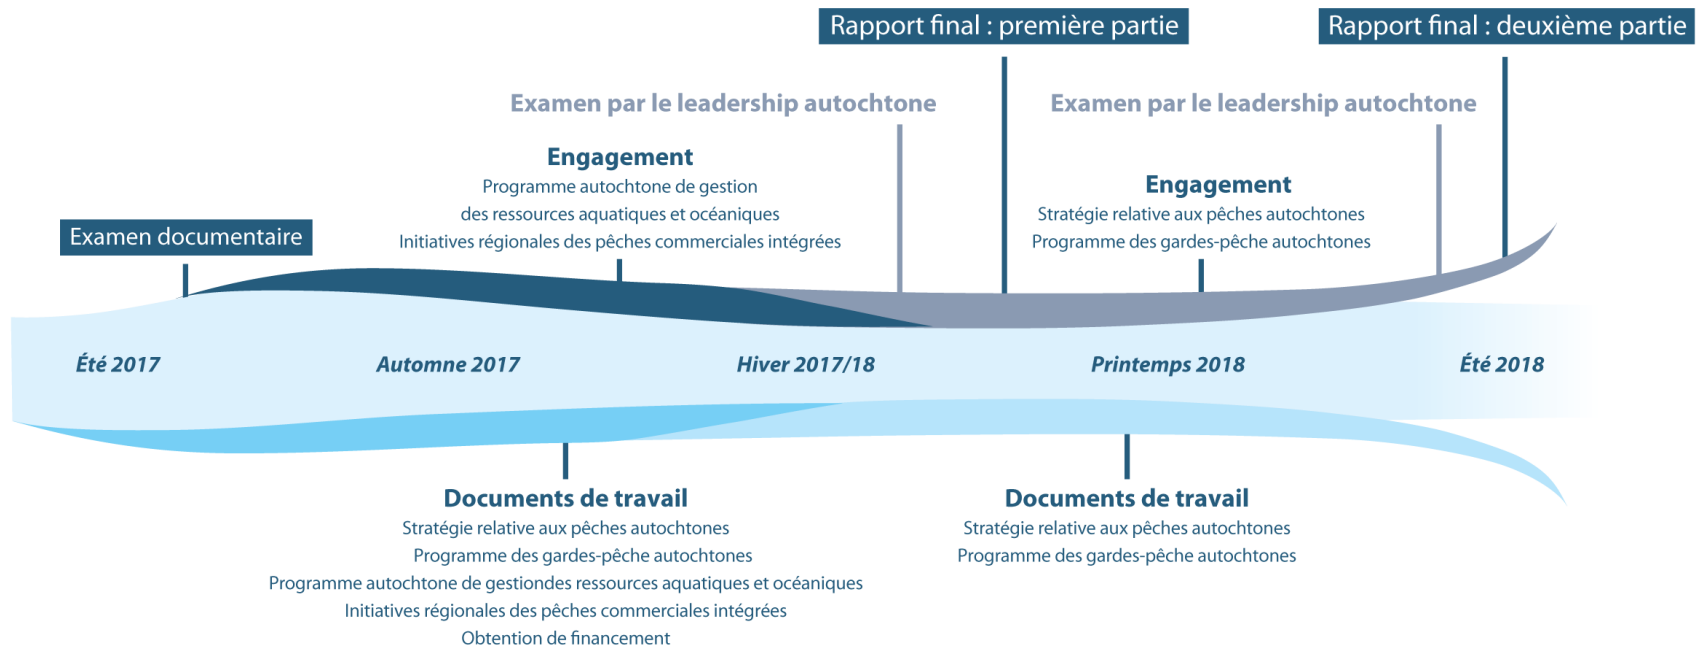 Rapport final : première partie
Rapport final : deuxième partie
Examen par le leadership autochtone
Examen par le leadership autochtone
Engagement
Programme autochtone de gestion
des ressources aquatiques et océaniques
Initiatives régionales des pêches commerciales intégrées
Engagement
Stratégie relative aux pêches autochtones
Programme des gardes-pêche autochtones
Examen documentaire
Été 2017
Automne 2017
Hiver 2017/18
Printemps 2018
Été 2018
Documents de travail
Stratégie relative aux pêches autochtones
Programme des gardes-pêche autochtones
Programme autochtone de gestiondes ressources aquatiques et océaniques
Initiatives régionales des pêches commerciales intégrées
Obtention de financement
Documents de travail
Stratégie relative aux pêches autochtones
Programme des gardes-pêche autochtones